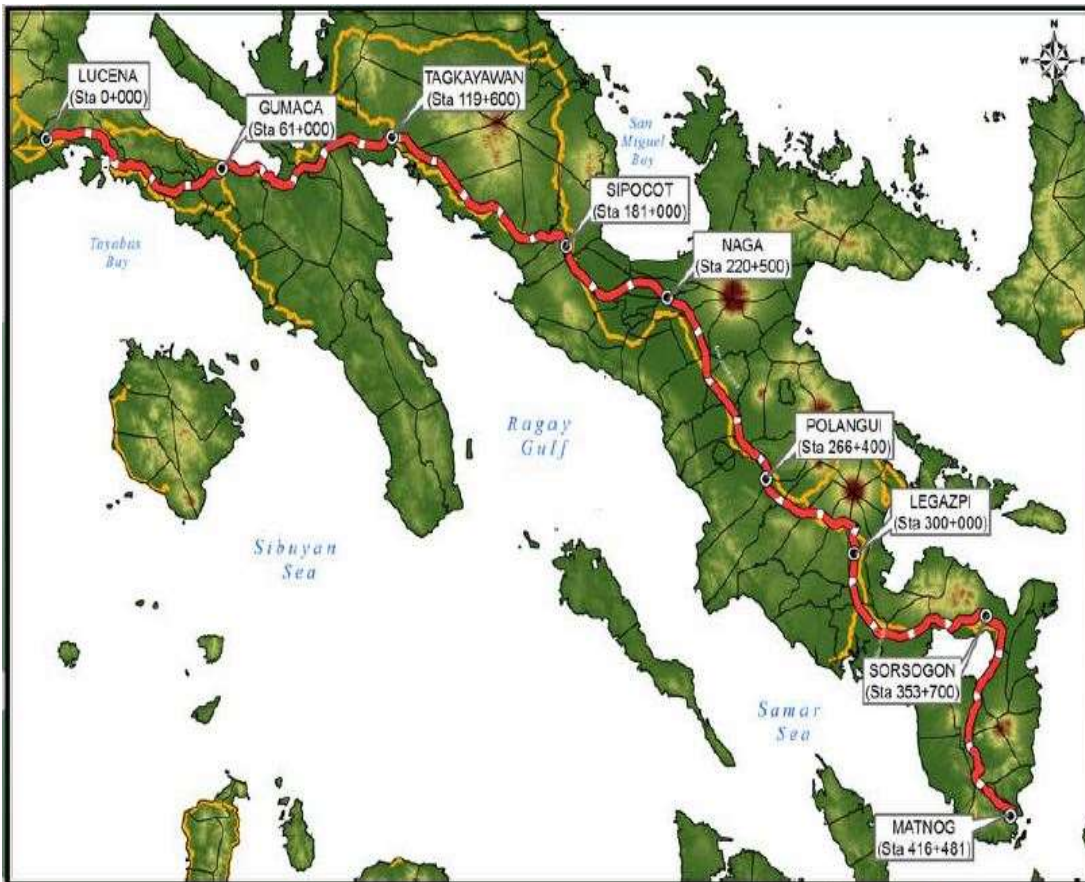 N
W
E
S
LUCENA
(Sta 0+000)
GUMACA
(Sta 61+000)
TAGKAYAWAN
(Sta 119+600)
San
Miguel
Bay
SIPOCOT
(Sta 181+000)
NAGA
(Sta 220+500)
Tayabas
Bay
Ragay
Gulf
POLANGUI
(Sta 266+400)
LEGAZPI
(Sta 300+000)
Sibuyan
Sea
SORSOGON
(Sta 353+700)
Samar
Sea
MATNOG
(Sta 416+481)